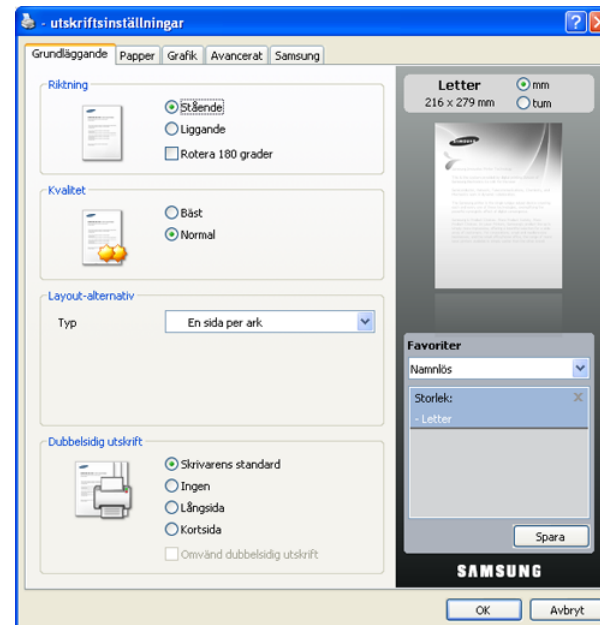 - utskriftsinställningar
Grundläggande
Papper
Grafik
Avancerat
Samsung
Riktning
Stående
Liggande
Rotera 180 grader
Kvalitet
Bäst
Normal
Layout-alternativ
Typ
En sida per ark
Dubbelsidig utskrift
Skrivarens standard
Ingen
Långsida
Kortsida
Omvänd dubbelsidig utskrift
Letter
216 x 279 mm
mm
tum
SAMSUNG
Favoriter
Namnlös
Storlek:
- Letter
Spara
SAMSUNG
OK
Avbryt